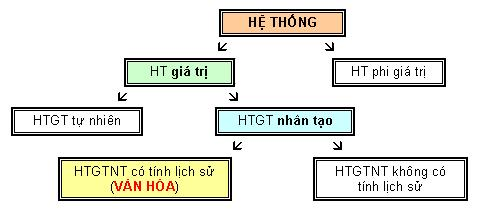 HỆ THỐNG
HT giá trị
HT phi giá trị
HTGT tự nhiên
HTGT nhân tạo
HTGTNT có tính lịch sử
(VĂN HÓA)
HTGTNT không có
tính lịch sử